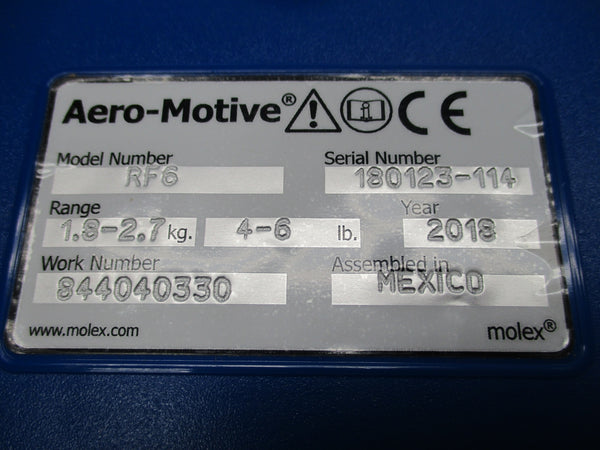 Aero-Motive® CE
Model Number Serial Number
RF6 180123-114
Range Year
1.8-2.7 kg. 4-6 lb. 2018
Work Number Assembled in
844040330 MEXICO
www.molex.com molex®